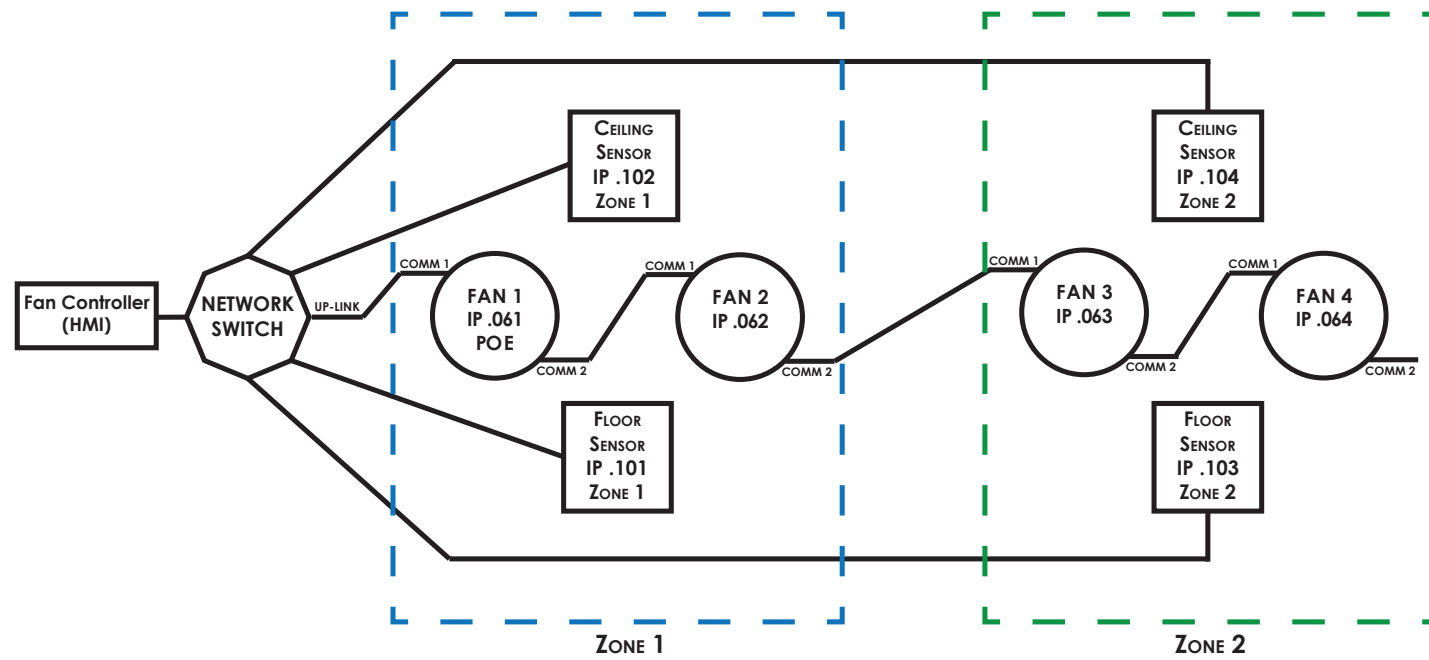 Fan Controller
(HMI)
NETWORK
SWITCH
UP-LINK
Ceiling
Sensor
IP .102
Zone 1
COMM 1
FAN 1
IP .061
POE
COMM 2
COMM 1
FAN 2
IP .062
COMM 2
Floor
Sensor
IP .101
Zone 1
Zone 1
Ceiling
Sensor
IP .104
Zone 2
COMM 1
FAN 3
IP .063
COMM 2
COMM 1
FAN 4
IP .064
COMM 2
Floor
Sensor
IP .103
Zone 2
Zone 2